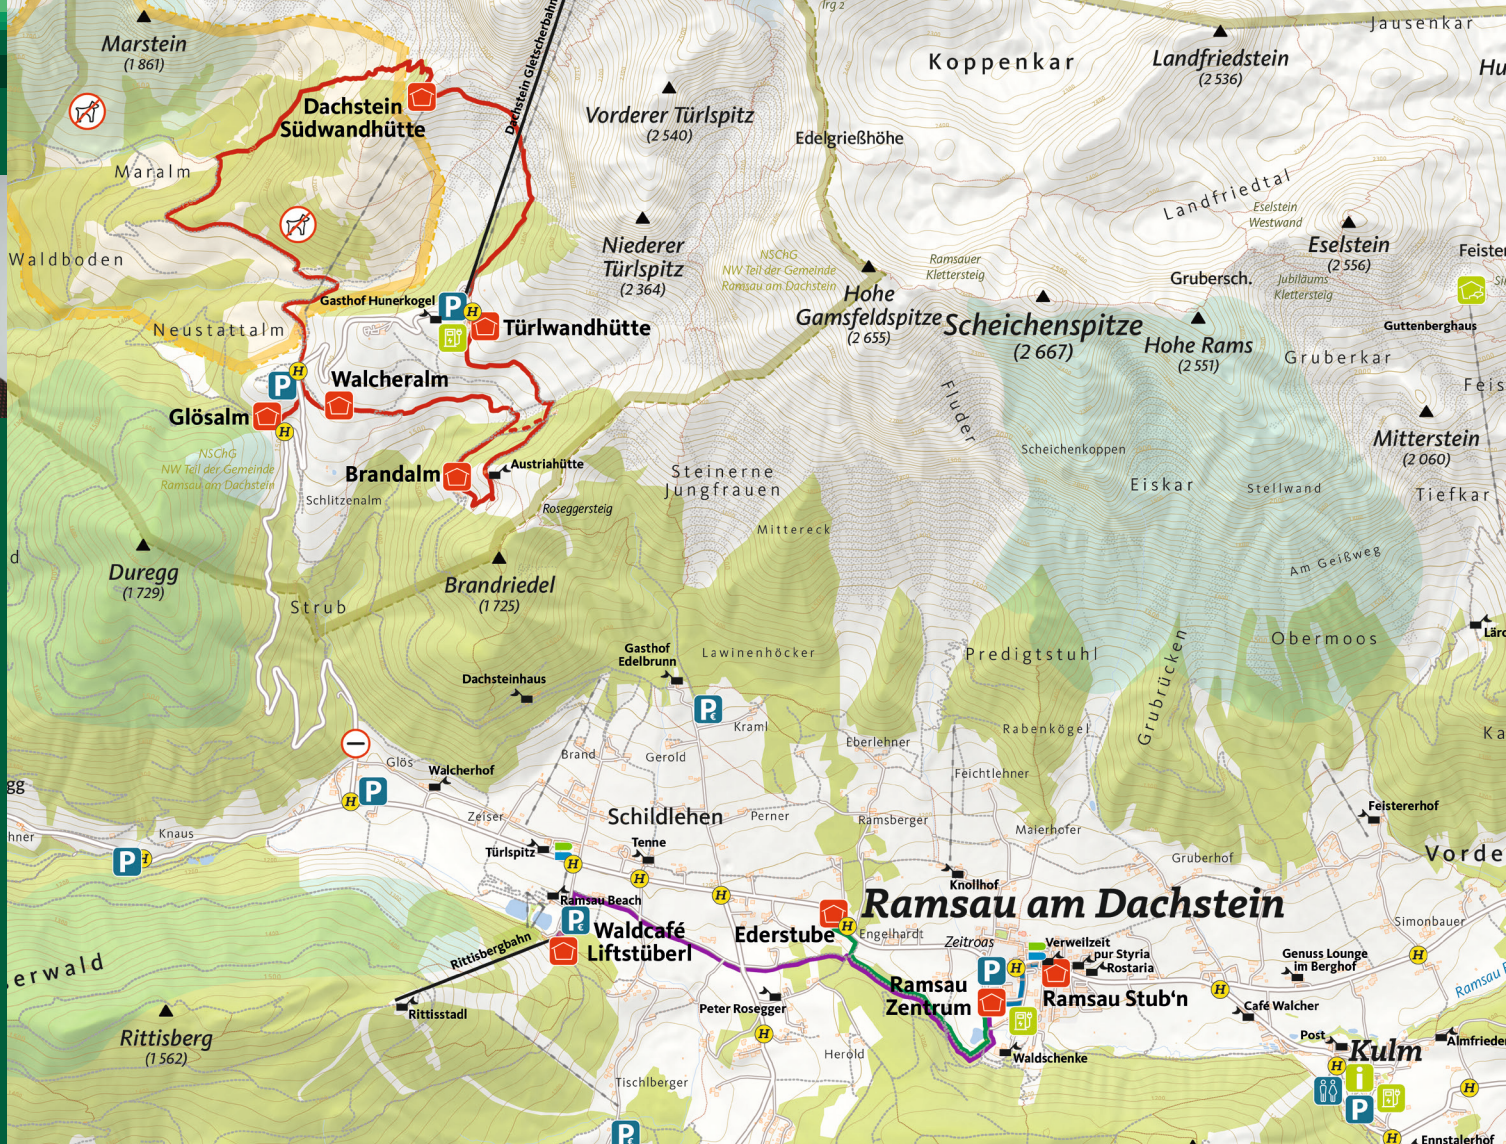 Marstein
(1 861)
Dachstein
Südwandhütte
Dachstein Gletscherbahn
Vorderer Türlspitz
(2 540)
Edelgrießhöhe
Koppenkar
Landfriedstein
(2 536)
Jausenkar
Maralm
Waldboden
Niederer
Türlspitz
(2 364)
NSChG
NW Teil der Gemeinde
Ramsau am Dachstein
Ramsauer
Klettersteig
Landfriedtal
Eselstein
Westwand
Eselstein
(2 556)
Grubersch.
Jubiläums
Klettersteig
Guttenberghaus
Hohe
Gamsfeldspitze
(2 655)
Scheichenspitze
(2 667)
Hohe Rams
(2 551)
Gruberkar
Gasthof Hunerkogel
P
H
Türlwandhütte
Neustattalm
H
P
Walcheralm
Glösalm
H
NSChG
NW Teil der Gemeinde
Ramsau am Dachstein
Brandalm
Austriahütte
Schlitzenalm
Roseggersteig
Fluder
Steinerne
Jungfrauen
Scheichenkoppen
Eiskar
Stellwand
Mitterstein
(2 060)
Tiefkar
Mittereck
Am Geißweg
Duregg
(1 729)
Brandriedel
(1 725)
Strub
Gasthof
Edelbrunn
Lawinenhöcker
Predigtstuhl
Grubrücken
Obermoos
Dachsteinhaus
P€
Kraml
Rabenkögel
Glös
Walcherhof
Brand
Gerold
Eberlehner
Feichtlehner
P
H
Feistererhof
Knaus
Zeiser
Schildlehen
Perner
Ramsberger
Maierhofer
Türlspitz
Tenne
Gruberhof
P
H
H
H
H
Knollhof
Ramsau Beach
P€
Waldcafé
Liftstüberl
Ederstube
H
Ramsau am Dachstein
Engelhardt
Zeitroas
Simonbauer
Rittisbergbahn
Verweilzeit
pur Styria
Rostaria
P
H
Genuss Lounge
im Berghof
H
Ramsau
Zentrum
Ramsau Stub‘n
H
Rittisstadl
Peter Rosegger
H
Café Walcher
Rittisberg
(1 562)
Herold
Waldschenke
Post
Kulm
H
i
P
H
H
Tischlberger
P€
Ennstalerhof